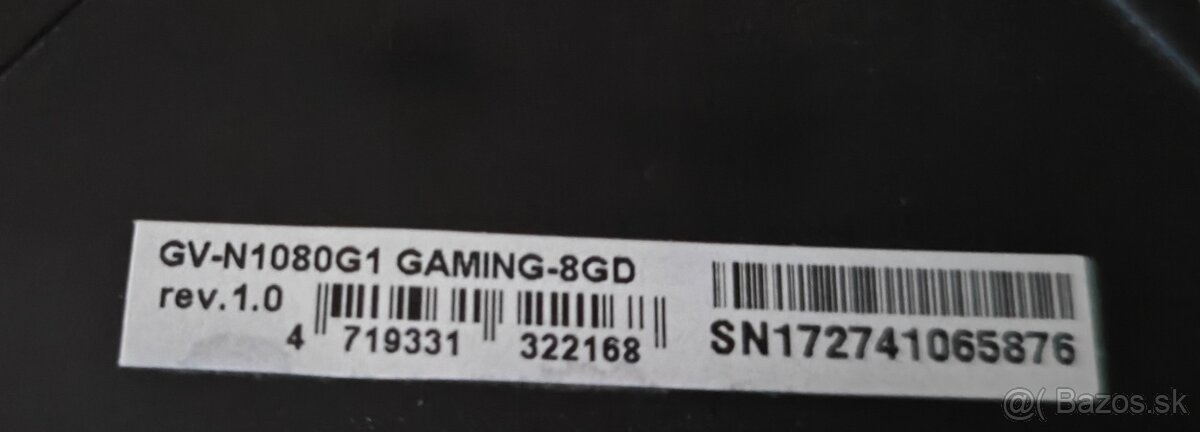 GV-N1080G1 GAMING-8GD
rev.1.0
4 719331 322168
SN172741065876
@( Bazos.sk